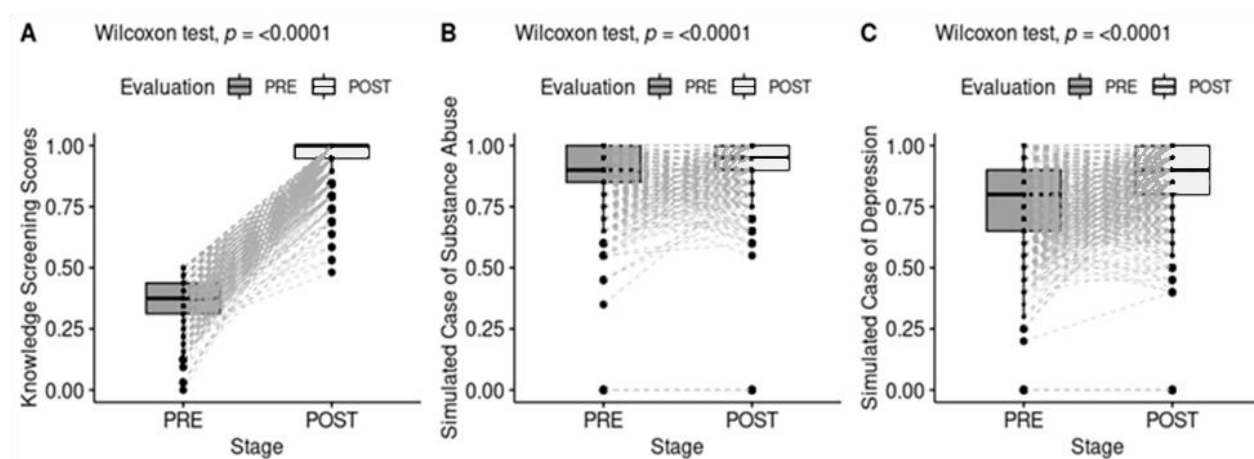 A Wilcoxon test, p = <0.0001
Evaluation PRE POST
Knowledge Screening Scores
1.00
0.75
0.50
0.25
0.00
PRE POST
Stage
B Wilcoxon test, p = <0.0001
Evaluation PRE POST
Simulated Case of Substance Abuse
1.00
0.75
0.50
0.25
0.00
PRE POST
Stage
C Wilcoxon test, p = <0.0001
Evaluation PRE POST
Simulated Case of Depression
1.00
0.75
0.50
0.25
0.00
PRE POST
Stage